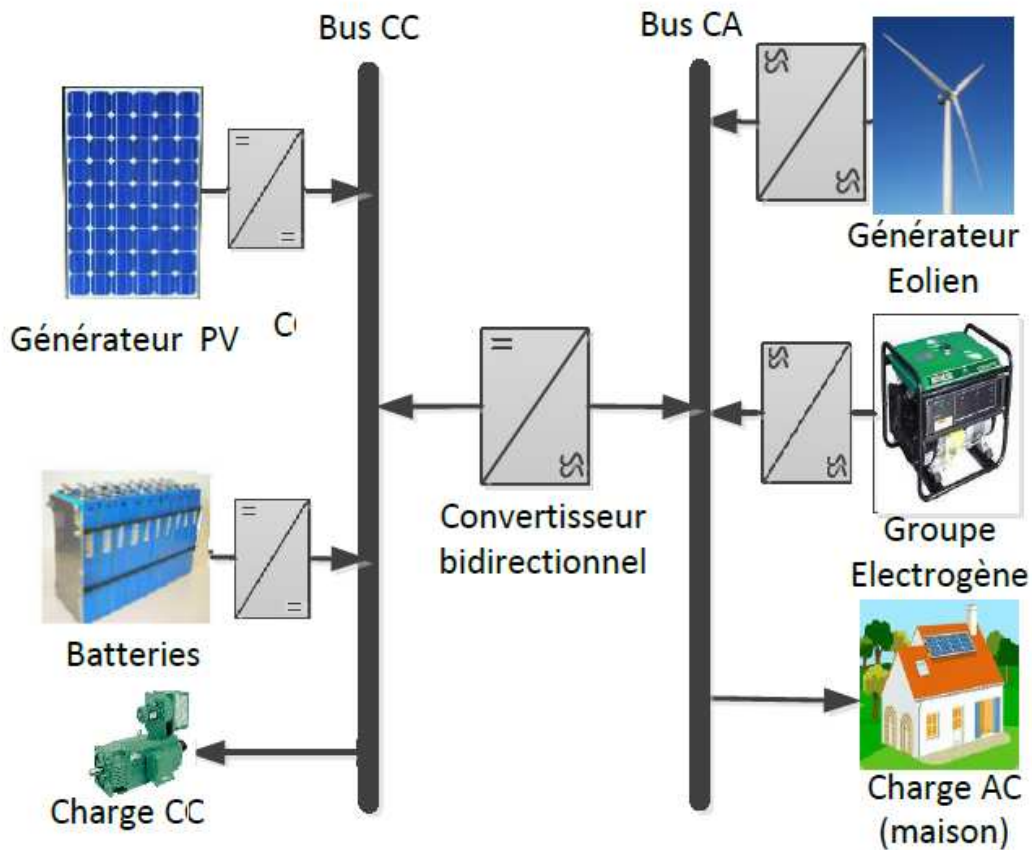 Bus CC
Bus CA
Générateur PV
Générateur
Eolien
Convertisseur
bidirectionnel
Groupe
Electrogène
Batteries
Charge CC
Charge AC
(maison)